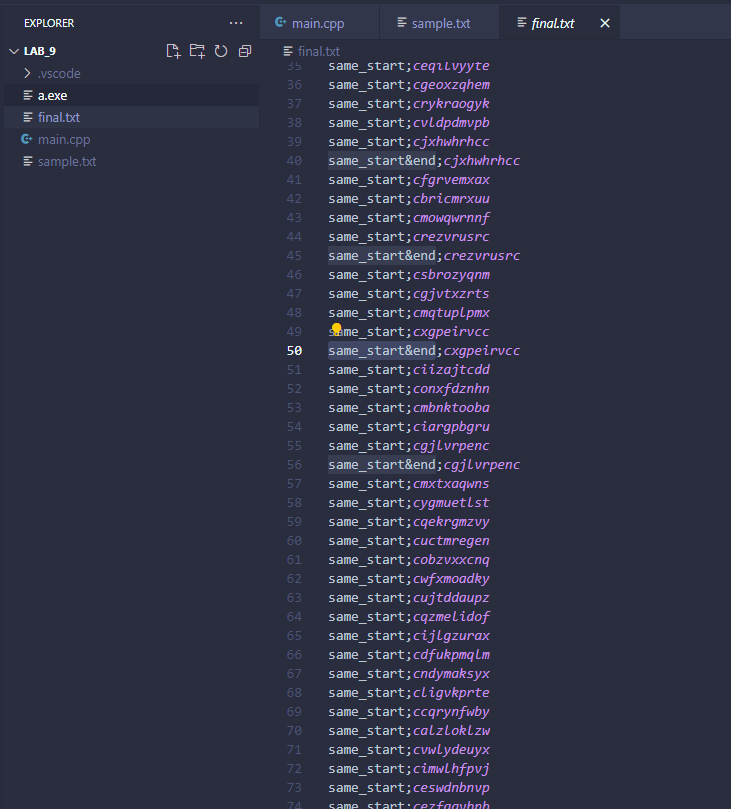 EXPLORER
LAB_9
.vscode
a.exe
final.txt
main.cpp
sample.txt
main.cpp
sample.txt
final.txt
final.txt
35 same_start;ceqilvyyte
36 same_start;cgeoxzqhem
37 same_start;crykraogyk
38 same_start;cvldpdmvpb
39 same_start;cjxhwhrhcc
40 same_start&end;cjxhwhrhcc
41 same_start;cfgrvemxax
42 same_start;cbricmrxuu
43 same_start;cmowqwrnnf
44 same_start;crezvrusrc
45 same_start&end;crezvrusrc
46 same_start;csbrozyqnm
47 same_start;cgjvtxzrts
48 same_start;cmqtuplpmx
49 same_start;cxgpeirvcc
50 same_start&end;cxgpeirvcc
51 same_start;ciizajtcdd
52 same_start;conxfdznhn
53 same_start;cmbnktooba
54 same_start;ciargpbgru
55 same_start;cgjlvrpenc
56 same_start&end;cgjlvrpenc
57 same_start;cmxtxaqwns
58 same_start;cygmuetlst
59 same_start;cqekrgmzvy
60 same_start;cuctmregen
61 same_start;cobzvxxcnq
62 same_start;cwfxmoadky
63 same_start;cujtddaupz
64 same_start;cqzmelidof
65 same_start;cijlgzurax
66 same_start;cdfukpmqlm
67 same_start;cndymaksyx
68 same_start;cligvkprte
69 same_start;ccqrynfwby
70 same_start;calzloklzw
71 same_start;cvwlydeuyx
72 same_start;cimwlhfpvj
73 same_start;ceswdnbnvp
74